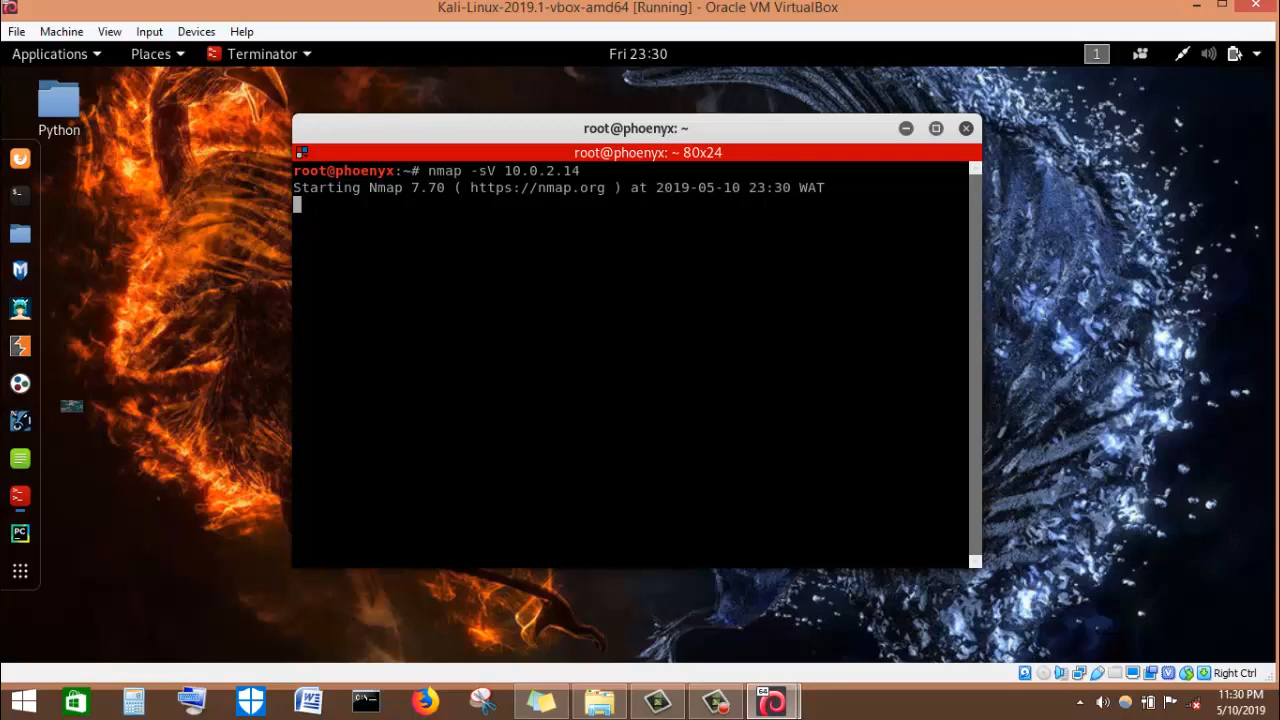 Kali-Linux-2019.1-vbox-amd64 [Running] - Oracle VM VirtualBox
File Machine View Input Devices Help
Applications Places Terminator Fri 23:30 1
Python
root@phoenyx: ~
root@phoenyx: ~ 80x24
root@phoenyx:~# nmap -sV 10.0.2.14
Starting Nmap 7.70 ( https://nmap.org ) at 2019-05-10 23:30 WAT
PC
Right Ctrl
64
11:30 PM
5/10/2019